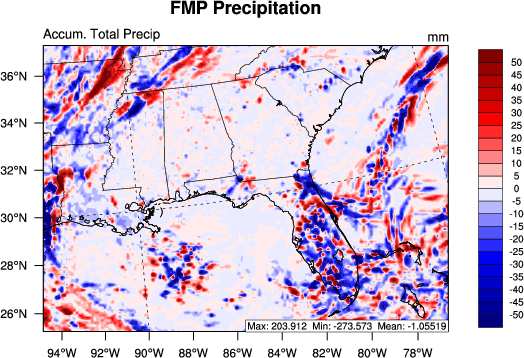 FMP Precipitation
Accum. Total Precip mm
36°N
34°N
32°N
30°N
28°N
26°N
94°W 92°W 90°W 88°W 86°W 84°W 82°W 80°W 78°W
Max: 203.912 Min: -273.573 Mean: -1.05519
50
45
40
35
30
25
20
15
10
5
0
-5
-10
-15
-20
-25
-30
-35
-40
-45
-50